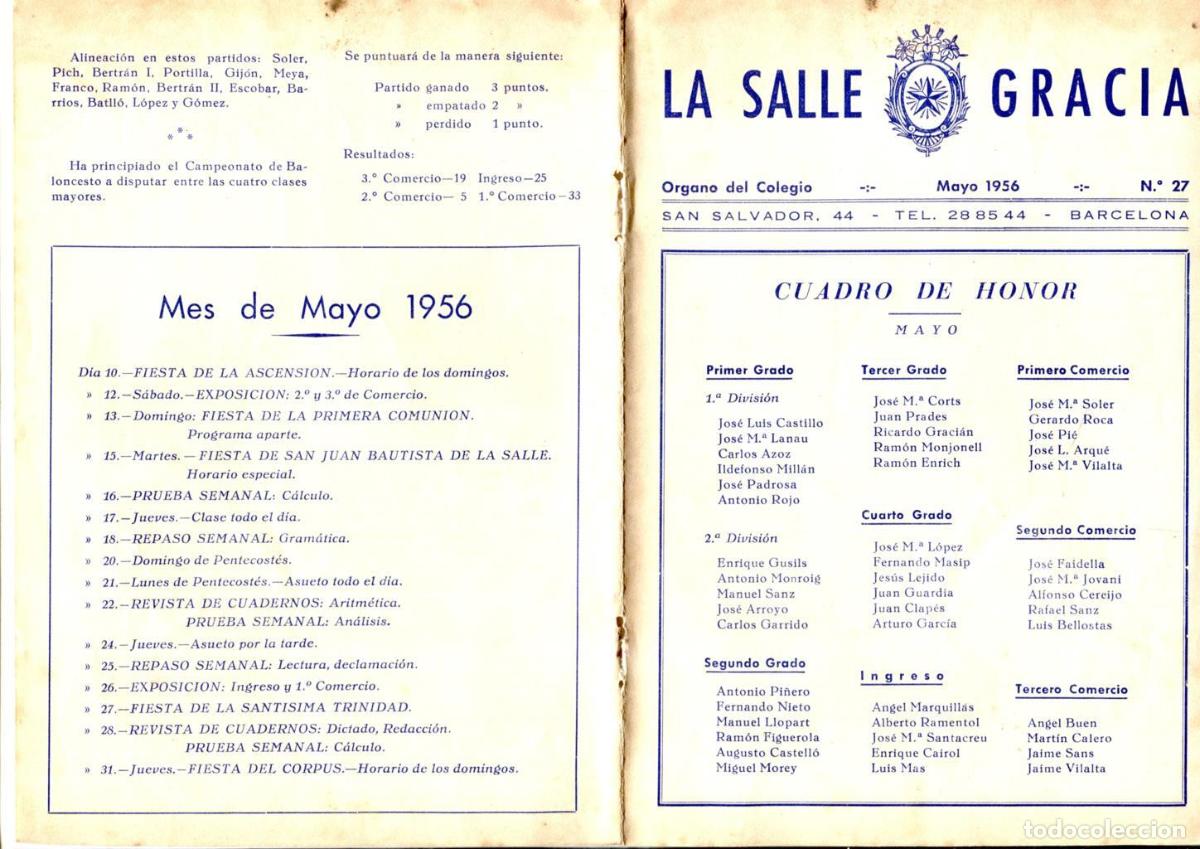 Alineación en estos partidos: Soler,
Pich, Bertrán I, Portilla, Gijón, Meya,
Franco, Ramón, Bertrán II, Escobar, Ba-
rrios, Batlló, López y Gómez.
* * *
Ha principiado el Campeonato de Ba-
loncesto a disputar entre las cuatro clases
mayores.
Se puntuará de la manera siguiente:
Partido ganado 3 puntos.
» empatado 2 »
» perdido 1 punto.
Resultados:
3.º Comercio—19 Ingreso—25
2.º Comercio— 5 1.º Comercio—33
Mes de Mayo 1956
Día 10.—FIESTA DE LA ASCENSION.—Horario de los domingos.
» 12.—Sábado.—EXPOSICION: 2.º y 3.º de Comercio.
» 13.—Domingo: FIESTA DE LA PRIMERA COMUNION.
Programa aparte.
» 15.—Martes.—FIESTA DE SAN JUAN BAUTISTA DE LA SALLE.
Horario especial.
» 16.—PRUEBA SEMANAL: Cálculo.
» 17.—Jueves.—Clase todo el día.
» 18.—REPASO SEMANAL: Gramática.
» 20.—Domingo de Pentecostés.
» 21.—Lunes de Pentecostés.—Asueto todo el día.
» 22.—REVISTA DE CUADERNOS: Aritmética.
PRUEBA SEMANAL: Análisis.
» 24.—Jueves.—Asueto por la tarde.
» 25.—REPASO SEMANAL: Lectura, declamación.
» 26.—EXPOSICION: Ingreso y 1.º Comercio.
» 27.—FIESTA DE LA SANTISIMA TRINIDAD.
» 28.—REVISTA DE CUADERNOS: Dictado, Redacción.
PRUEBA SEMANAL: Cálculo.
» 31.—Jueves.—FIESTA DEL CORPUS.—Horario de los domingos.
LA SALLE GRACIA
Organo del Colegio -:- Mayo 1956 -:- N.º 27
SAN SALVADOR, 44 - TEL. 28 85 44 - BARCELONA
CUADRO DE HONOR
MAYO
Primer Grado
1.ª División
José Luis Castillo
José M.ª Lanau
Carlos Azoz
Ildefonso Millán
José Padrosa
Antonio Rojo
2.ª División
Enrique Gusils
Antonio Monroig
Manuel Sanz
José Arroyo
Carlos Garrido
Segundo Grado
Antonio Piñero
Fernando Nieto
Manuel Llopart
Ramón Figuerola
Augusto Castelló
Miguel Morey
Tercer Grado
José M.ª Corts
Juan Prades
Ricardo Gracián
Ramón Monjonell
Ramón Enrich
Cuarto Grado
José M.ª López
Fernando Masip
Jesús Lejido
Juan Guardia
Juan Clapés
Arturo García
Ingreso
Angel Marquillas
Alberto Ramentol
José M.ª Santacreu
Enrique Cairol
Luis Mas
Primero Comercio
José M.ª Soler
Gerardo Roca
José Pié
José L. Arqué
José M.ª Vilalta
Segundo Comercio
José Faidella
José M.ª Jovani
Alfonso Cereijo
Rafael Sanz
Luis Bellostas
Tercero Comercio
Angel Buen
Martín Calero
Jaime Sans
Jaime Vilalta
todocoleccion